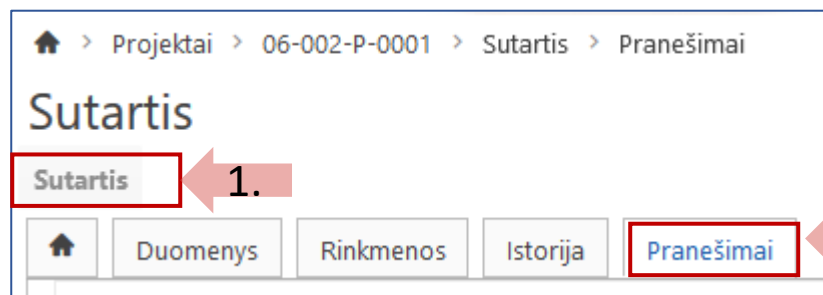 Projektai > 06-002-P-0001 > Sutartis > Pranešimai
Sutartis
Sutartis 1.
Duomenys Rinkmenos Istorija Pranešimai